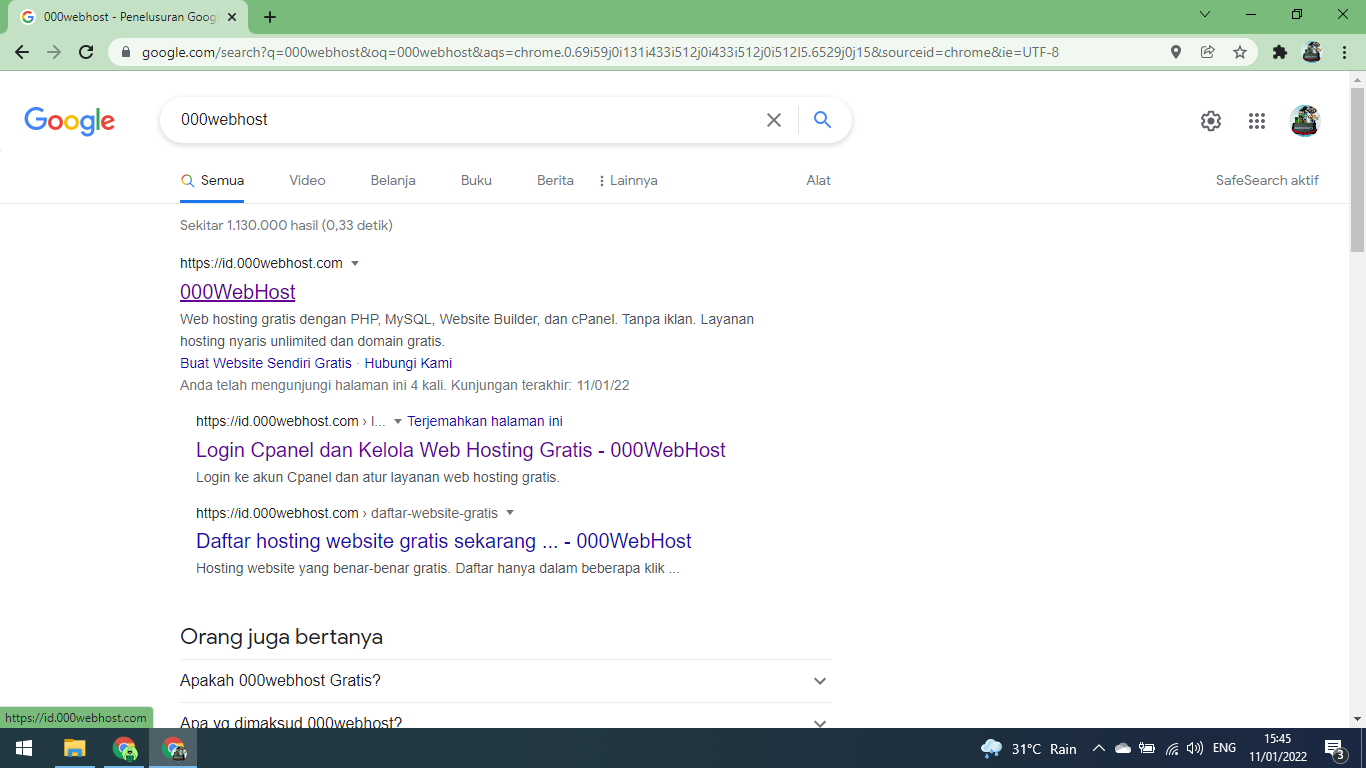 000webhost - Penelusuran Goog
google.com/search?q=000webhost&oq=000webhost&aqs=chrome.0.69i59j0i131i433i512j0i433i512j0i512l5.6529j0j15&sourceid=chrome&ie=UTF-8
Google
000webhost
Semua Video Belanja Buku Berita Lainnya Alat SafeSearch aktif
Sekitar 1.130.000 hasil (0,33 detik)
https://id.000webhost.com
000WebHost
Web hosting gratis dengan PHP, MySQL, Website Builder, dan cPanel. Tanpa iklan. Layanan
hosting nyaris unlimited dan domain gratis.
Buat Website Sendiri Gratis · Hubungi Kami
Anda telah mengunjungi halaman ini 4 kali. Kunjungan terakhir: 11/01/22
https://id.000webhost.com › l... Terjemahkan halaman ini
Login Cpanel dan Kelola Web Hosting Gratis - 000WebHost
Login ke akun Cpanel dan atur layanan web hosting gratis.
https://id.000webhost.com › daftar-website-gratis
Daftar hosting website gratis sekarang ... - 000WebHost
Hosting website yang benar-benar gratis. Daftar hanya dalam beberapa klik ...
Orang juga bertanya
Apakah 000webhost Gratis?
Apa yg dimaksud 000webhost?
https://id.000webhost.com
31°C Rain ENG 15:45
11/01/2022
3